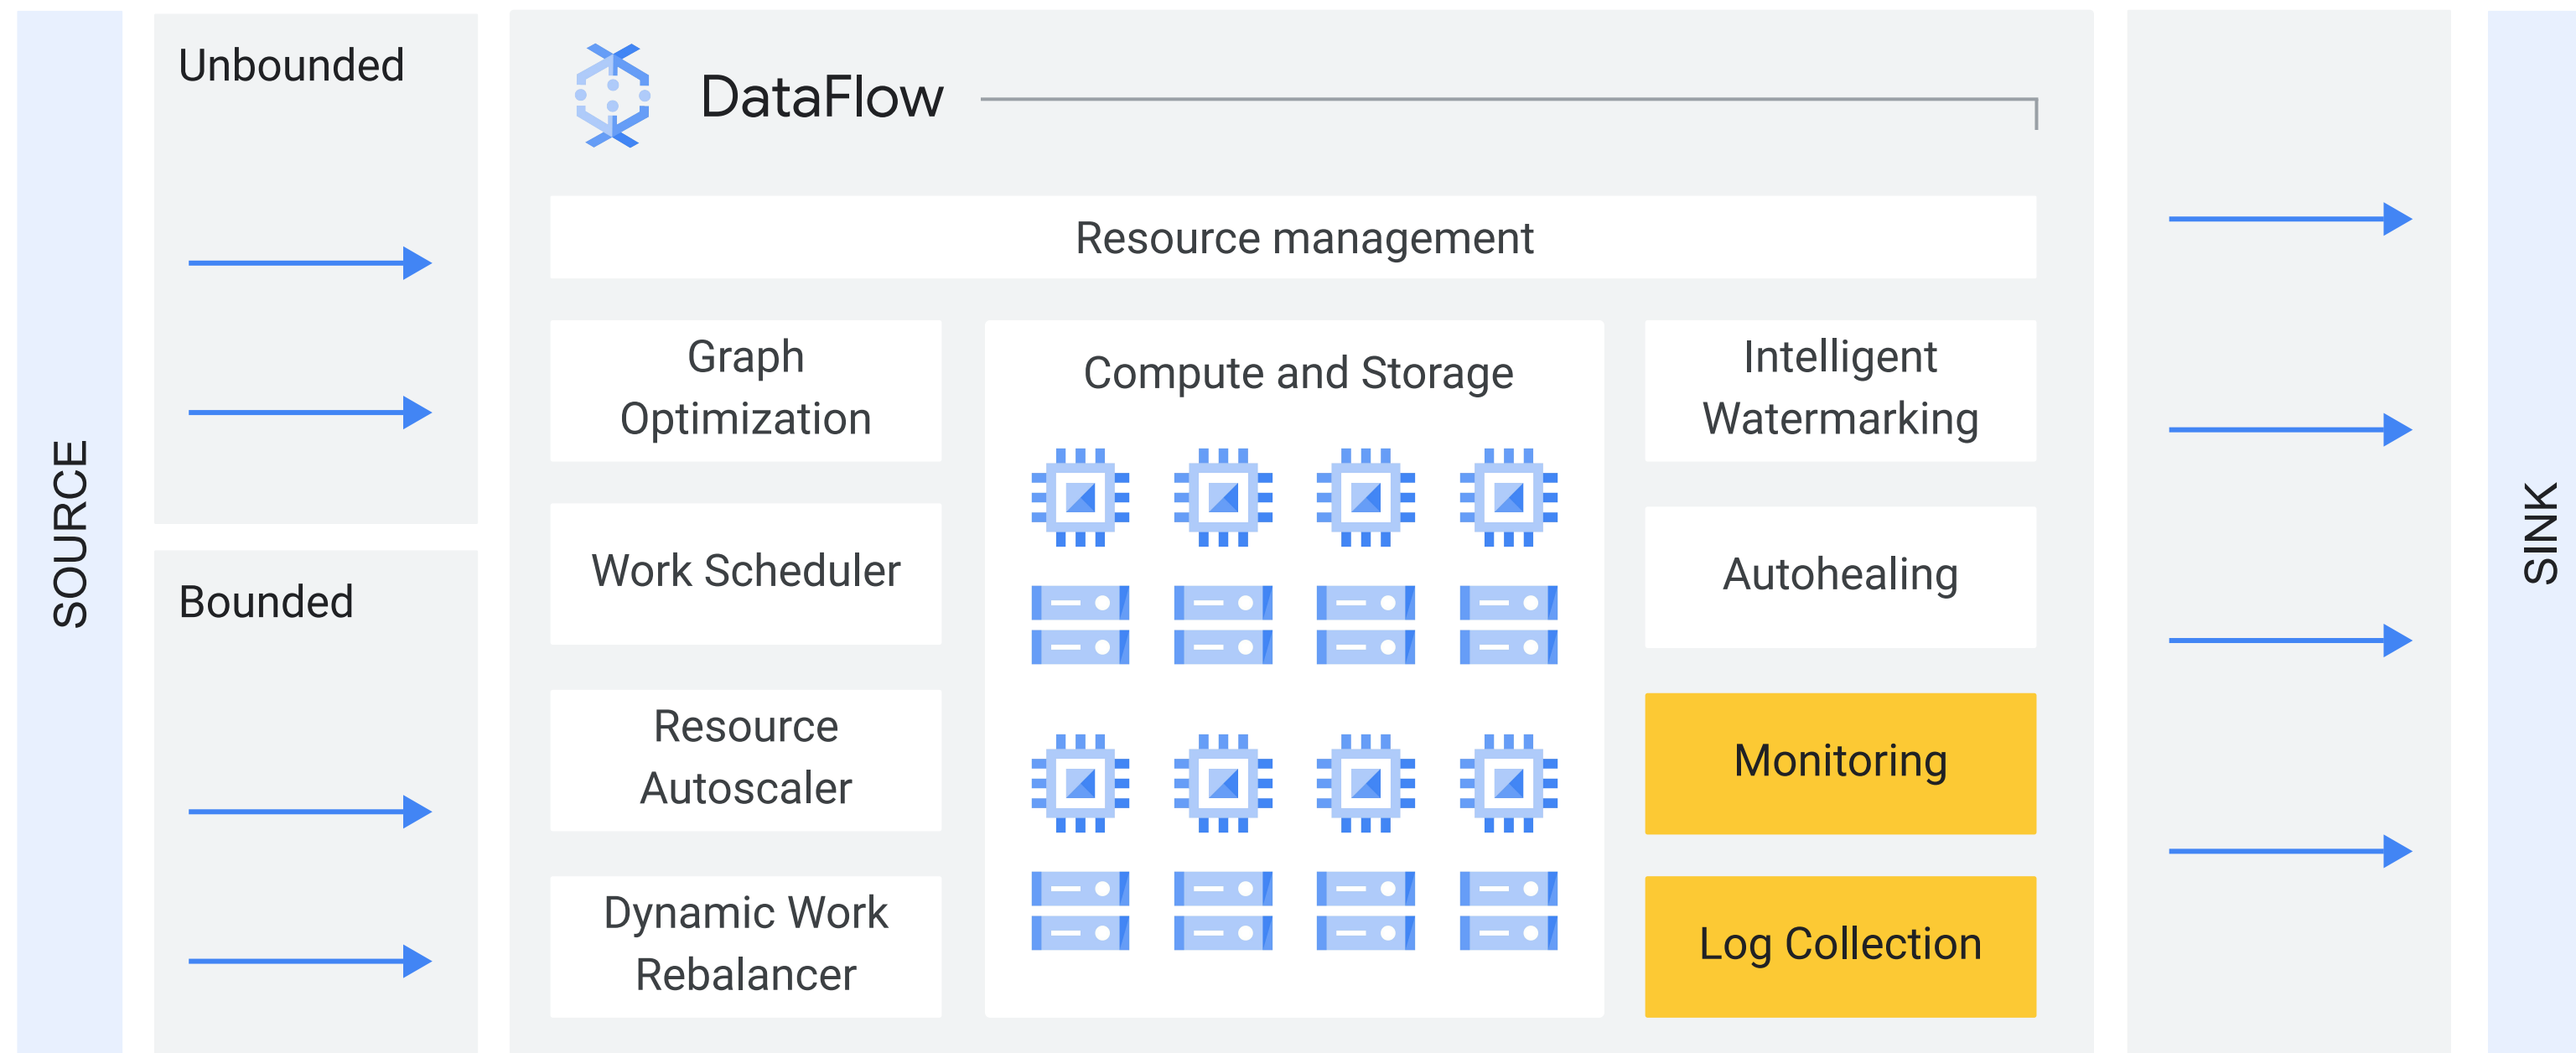 SOURCE
Unbounded
Bounded
DataFlow
Resource management
Graph
Optimization
Work Scheduler
Resource
Autoscaler
Dynamic Work
Rebalancer
Compute and Storage
Intelligent
Watermarking
Autohealing
Monitoring
Log Collection
SINK